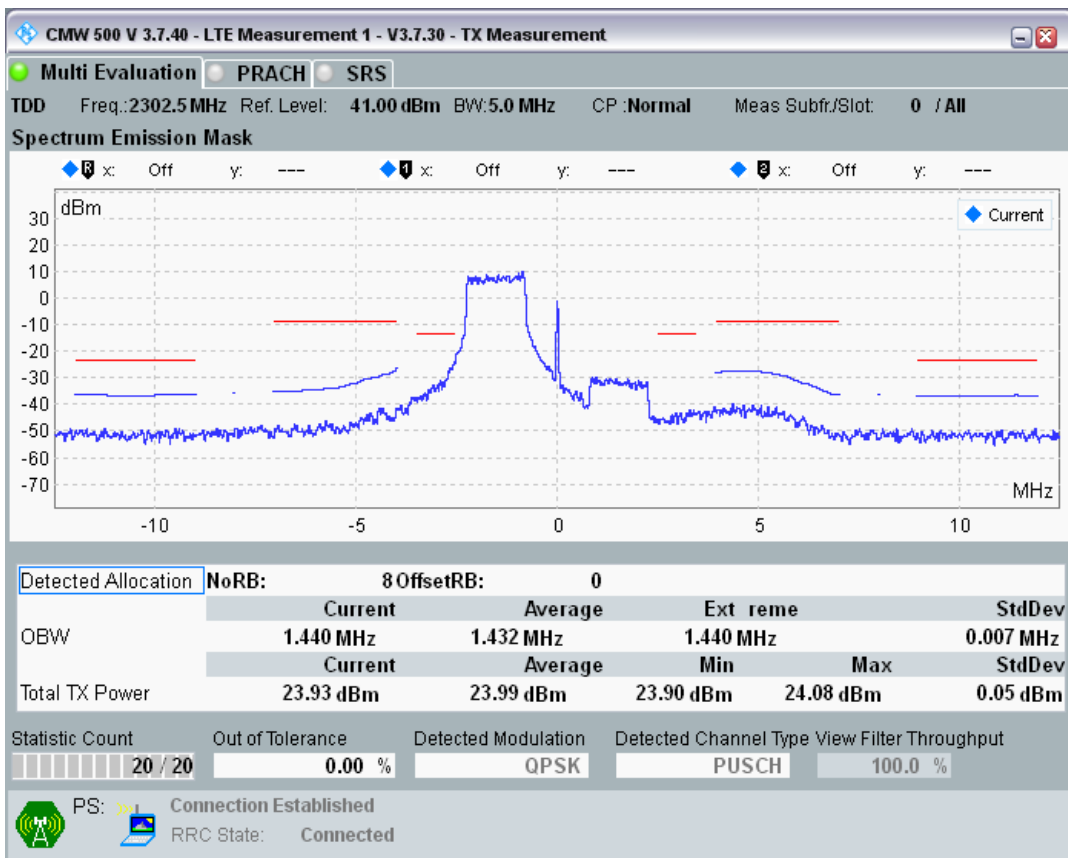 CMW 500 V 3.7.40 - LTE Measurement 1 - V3.7.30 - TX Measurement
Multi Evaluation PRACH SRS
TDD Freq.:2302.5 MHz Ref. Level: 41.00 dBm BW:5.0 MHz CP :Normal Meas Subfr./Slot: 0 / All
Spectrum Emission Mask
R x: Off y: --- 1 x: Off y: --- 2 x: Off y: ---
dBm
Current
30
20
10
0
-10
-20
-30
-40
-50
-60
-70
MHz
-10 -5 0 5 10
Detected Allocation NoRB: 8 OffsetRB: 0
Current Average Ext reme StdDev
OBW 1.440 MHz 1.432 MHz 1.440 MHz 0.007 MHz
Current Average Min Max StdDev
Total TX Power 23.93 dBm 23.99 dBm 23.90 dBm 24.08 dBm 0.05 dBm
Statistic Count Out of Tolerance Detected Modulation Detected Channel Type View Filter Throughput
20 / 20 0.00 % QPSK PUSCH 100.0 %
PS: Connection Established
RRC State: Connected